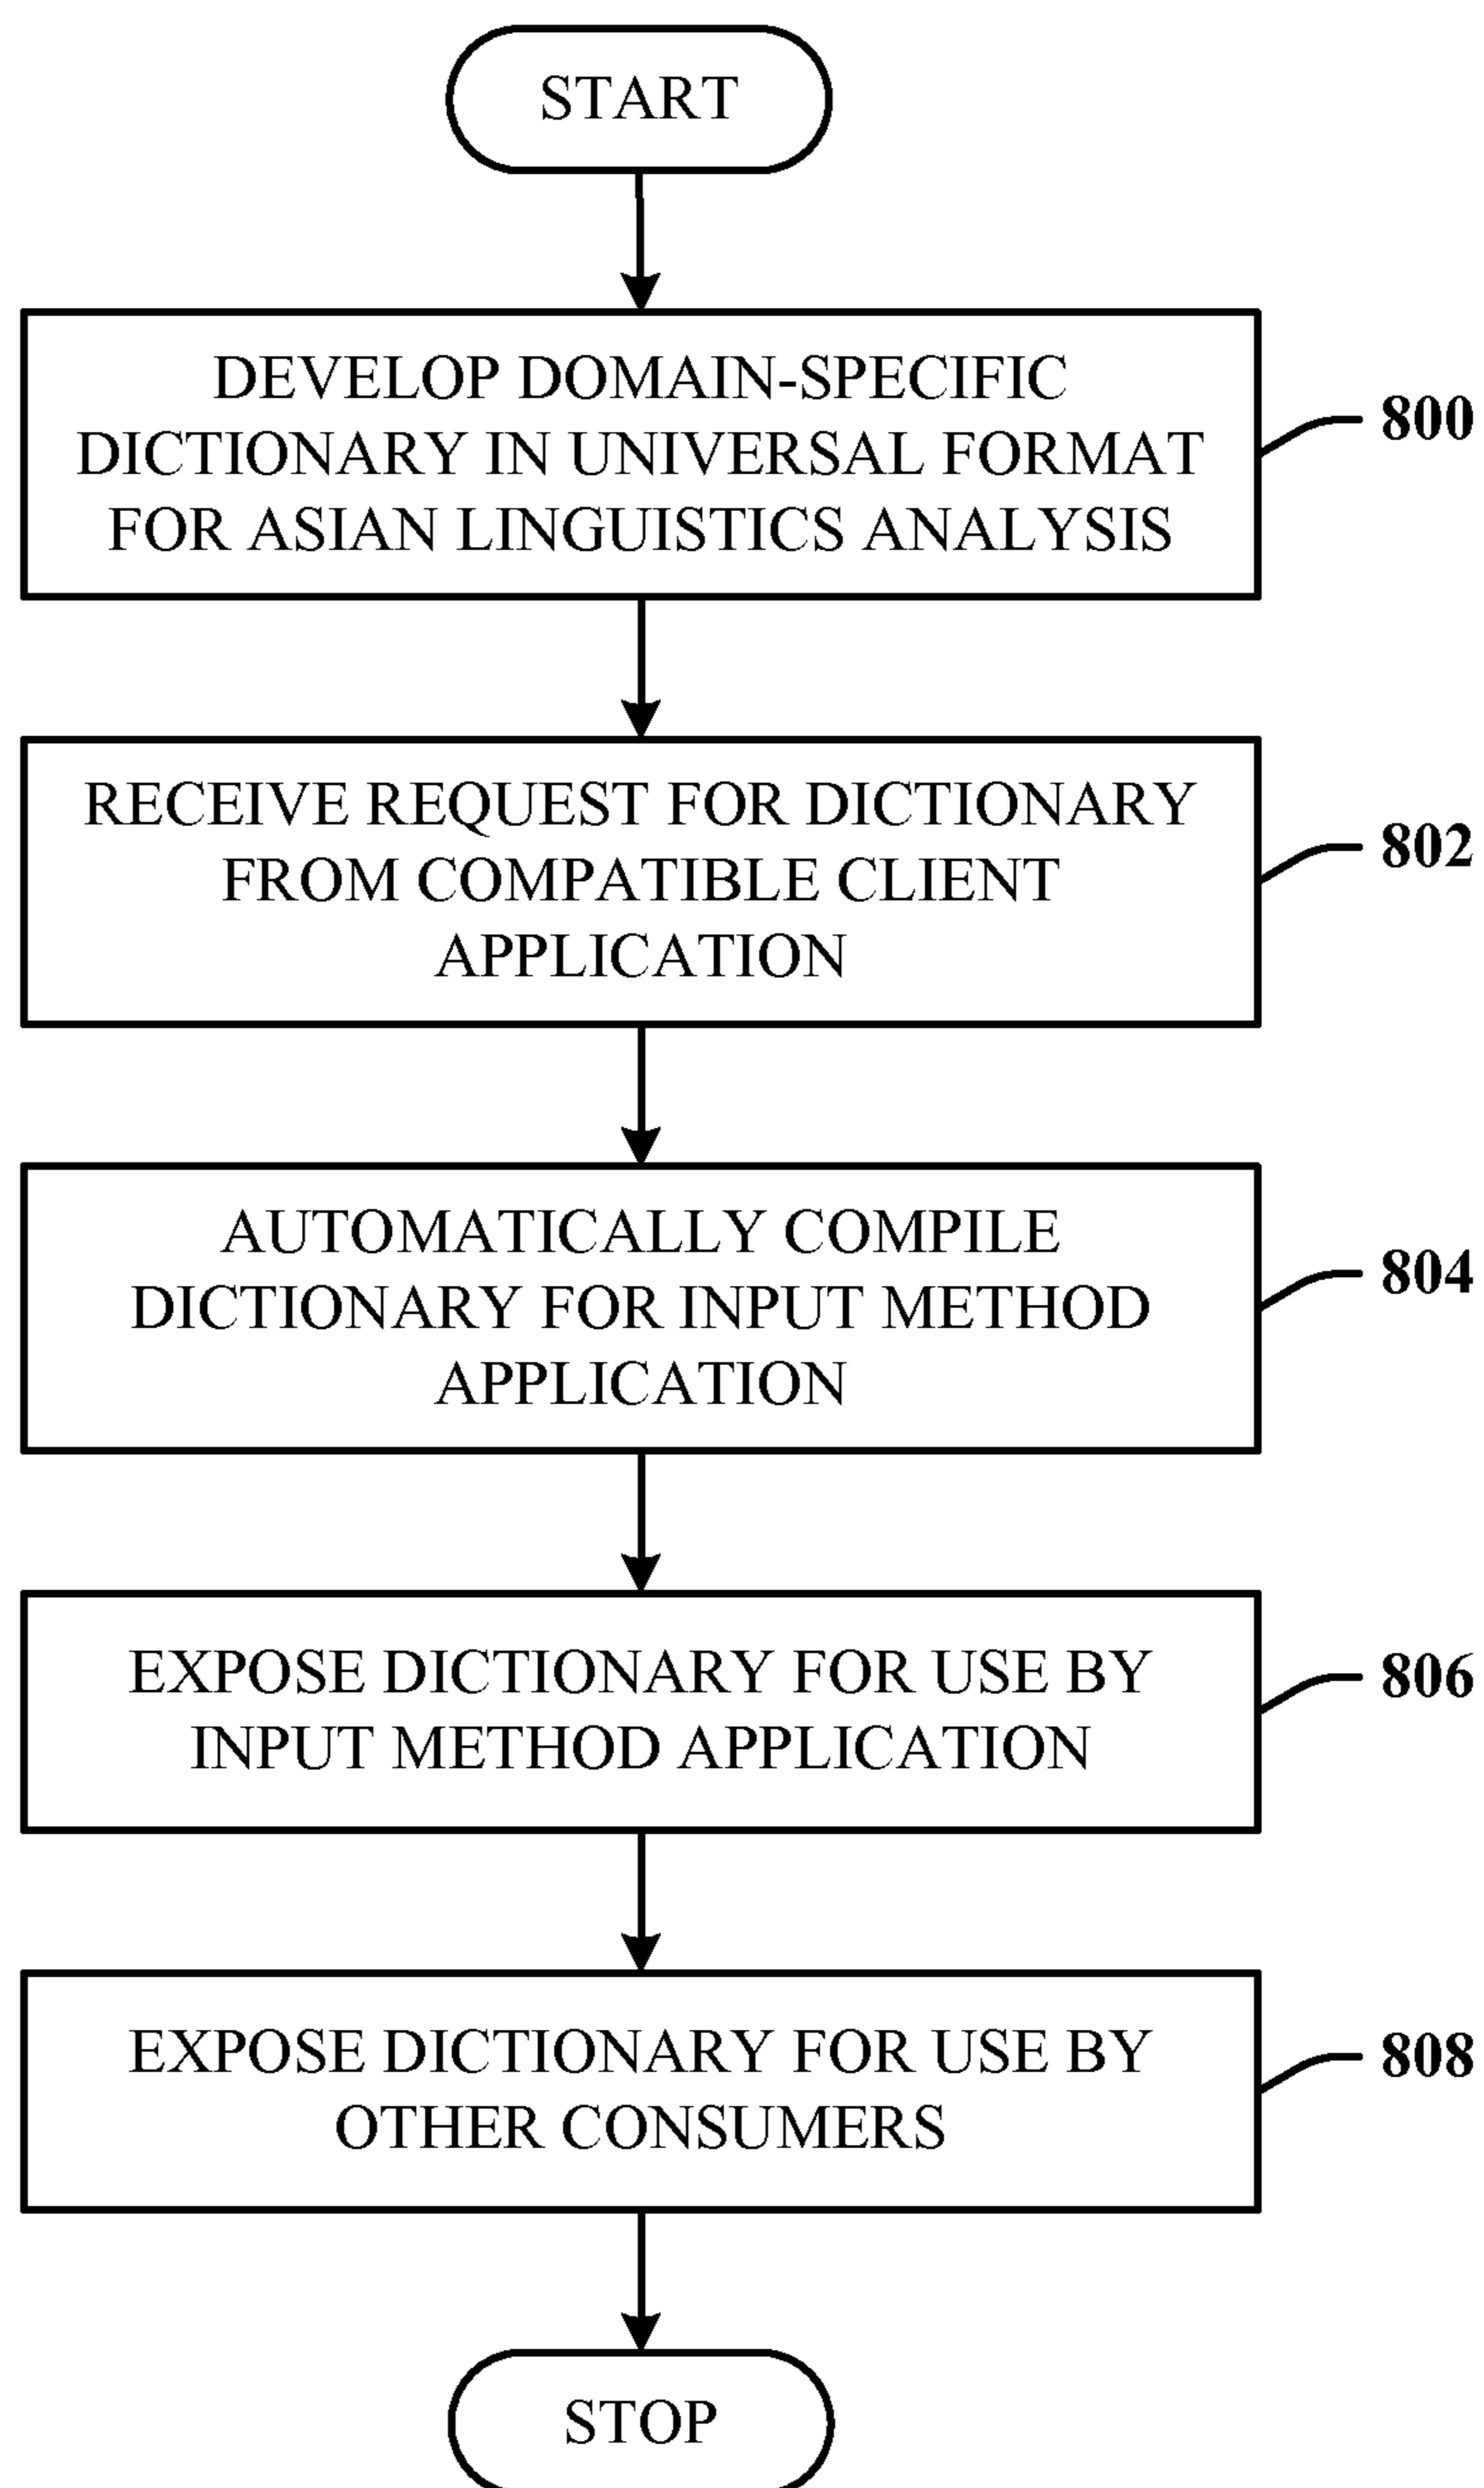 START
DEVELOP DOMAIN-SPECIFIC
DICTIONARY IN UNIVERSAL FORMAT
FOR ASIAN LINGUISTICS ANALYSIS
800
RECEIVE REQUEST FOR DICTIONARY
FROM COMPATIBLE CLIENT
APPLICATION
802
AUTOMATICALLY COMPILE
DICTIONARY FOR INPUT METHOD
APPLICATION
804
EXPOSE DICTIONARY FOR USE BY
INPUT METHOD APPLICATION
806
EXPOSE DICTIONARY FOR USE BY
OTHER CONSUMERS
808
STOP